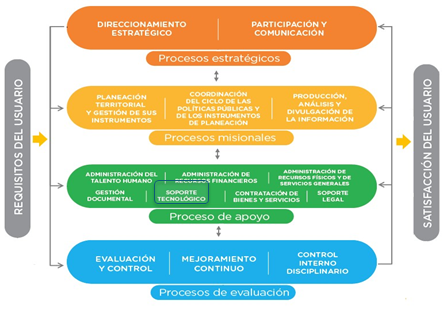 REQUISITOS DEL USUARIO
DIRECCIONAMIENTO
ESTRATÉGICO
PARTICIPACIÓN Y
COMUNICACIÓN
Procesos estratégicos
PLANEACIÓN
TERRITORIAL
Y GESTIÓN DE SUS
INSTRUMENTOS
COORDINACIÓN
DEL CICLO DE LAS
POLÍTICAS PÚBLICAS Y
DE LOS INSTRUMENTOS
DE PLANEACIÓN
PRODUCCIÓN,
ANÁLISIS Y
DIVULGACIÓN DE
LA INFORMACIÓN
Procesos misionales
ADMINISTRACIÓN DEL
TALENTO HUMANO
ADMINISTRACIÓN DE
RECURSOS FINANCIEROS
ADMINISTRACIÓN DE
RECURSOS FÍSICOS Y DE
SERVICIOS GENERALES
GESTIÓN
DOCUMENTAL
SOPORTE
TECNOLÓGICO
CONTRATACIÓN DE
BIENES Y SERVICIOS
SOPORTE
LEGAL
Proceso de apoyo
EVALUACIÓN
Y CONTROL
MEJORAMIENTO
CONTINUO
CONTROL
INTERNO
DISCIPLINARIO
Procesos de evaluación
SATISFACCIÓN DEL USUARIO